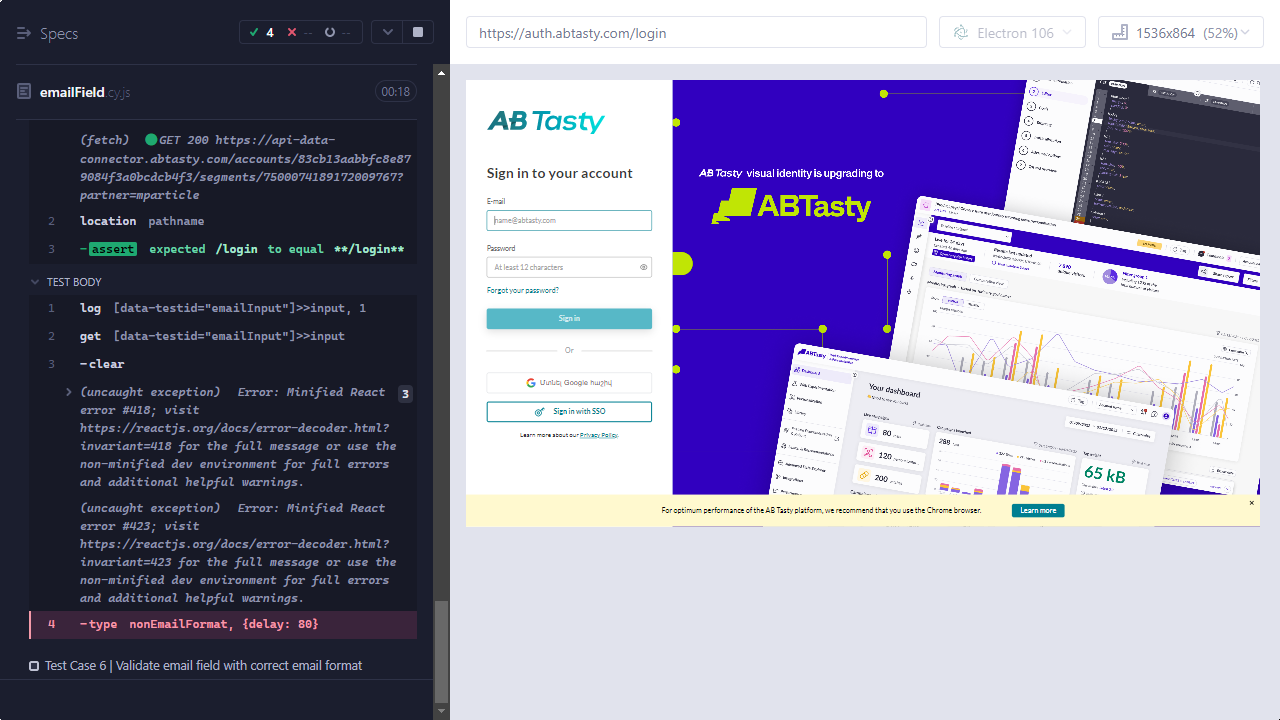 Specs
4
--
--
https://auth.abtasty.com/login
Electron 106
1536x864 (52%)
emailField.cy.js
00:18
(fetch) GET 200 https://api-data-
connector.abtasty.com/accounts/83cb13aabbfc8e87
9084f3a0bcdcb4f3/segments/7500074189172009767?
partner=mparticle
2 location pathname
3 -assert expected /login to equal **/login**
TEST BODY
1 log [data-testid="emailInput"]>>input, 1
2 get [data-testid="emailInput"]>>input
3 -clear
(uncaught exception) Error: Minified React
error #418; visit
https://reactjs.org/docs/error-decoder.html?
invariant=418 for the full message or use the
non-minified dev environment for full errors
and additional helpful warnings.
3
(uncaught exception) Error: Minified React
error #423; visit
https://reactjs.org/docs/error-decoder.html?
invariant=423 for the full message or use the
non-minified dev environment for full errors
and additional helpful warnings.
4 -type nonEmailFormat, {delay: 80}
Test Case 6 | Validate email field with correct email format
AB Tasty
Sign in to your account
E-mail
name@abtasty.com
Password
At least 12 characters
Forgot your password?
Sign in
Or
Մտնել Google հաշիվ
Sign in with SSO
Learn more about our Privacy Policy.
AB Tasty visual identity is upgrading to
ABTasty
ABTasty
Dashboard
Your dashboard
80
120
200
288
65 kB
For optimum performance of the AB Tasty platform, we recommend that you use the Chrome browser.
Learn more